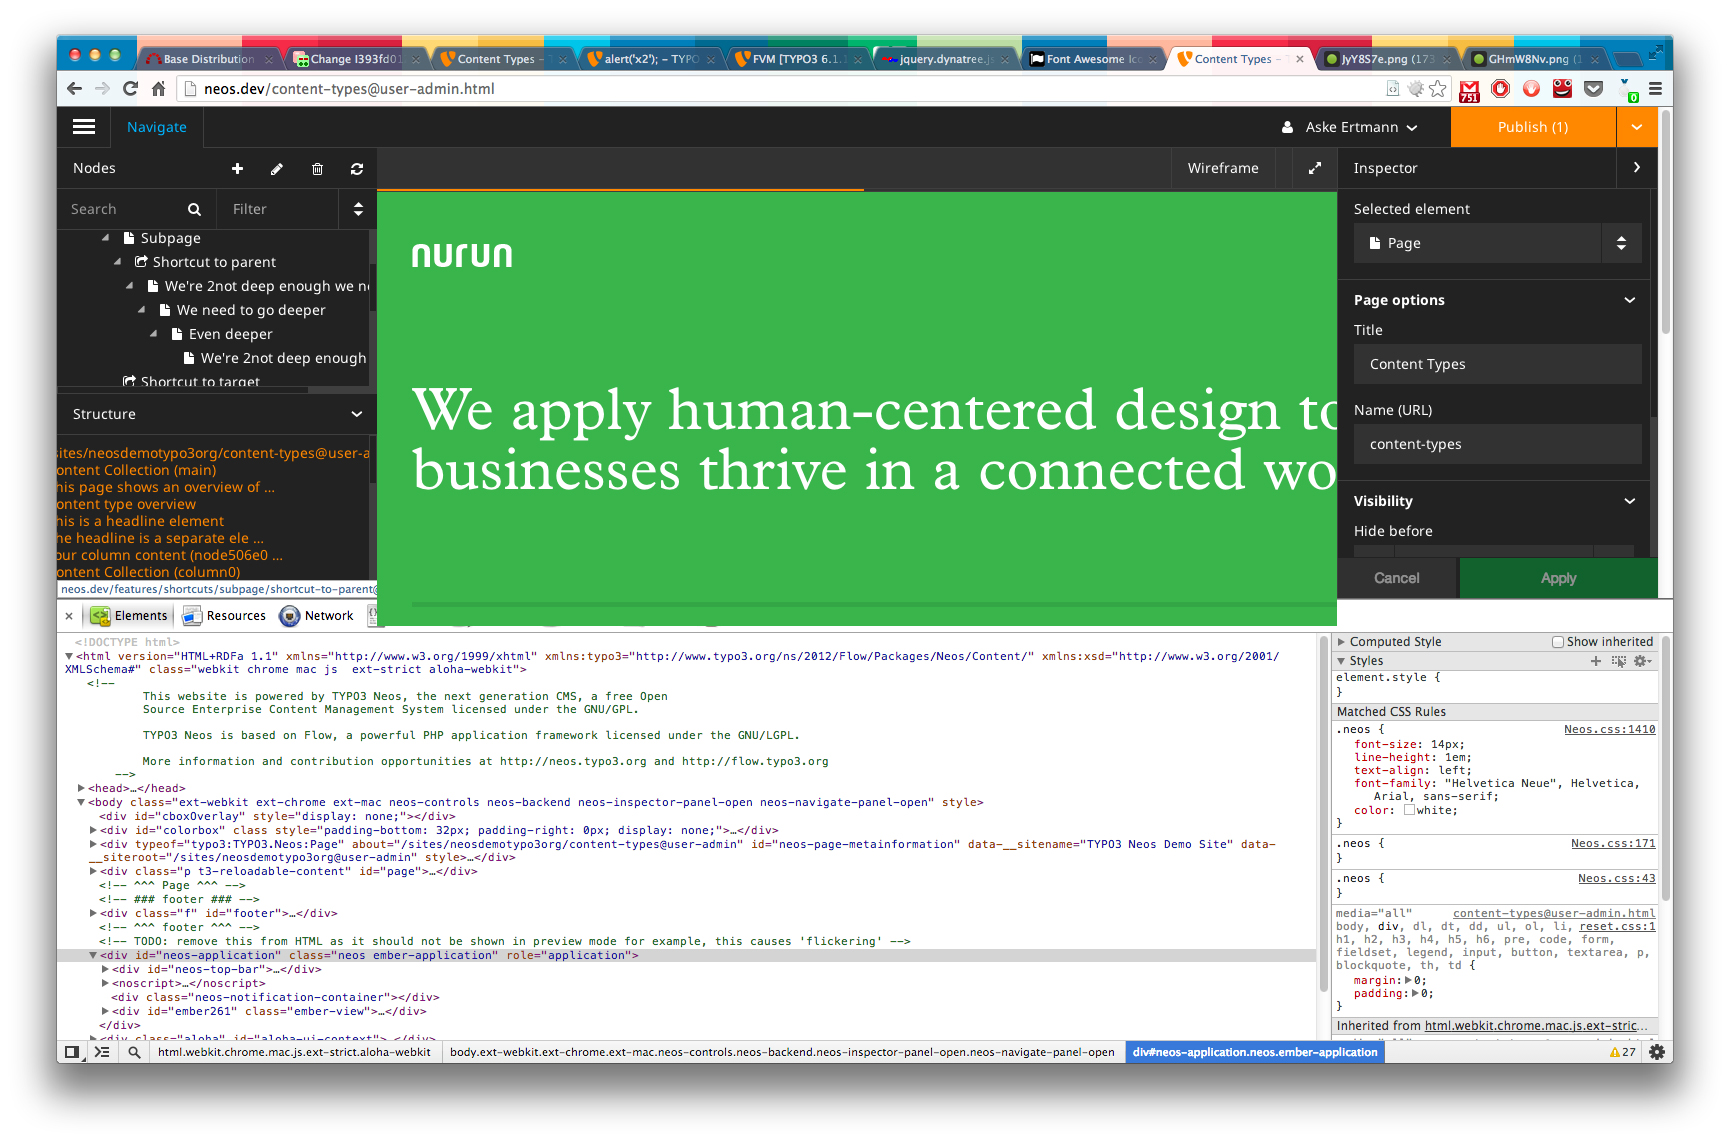 Base Distribution
Change I393fd01
Content Types –
alert('x2'); – TYPO
FVM [TYPO3 6.1.
jquery.dynatree.js
Font Awesome Ico
Content Types –
JyY8S7e.png (173
GHmW8Nv.png (1
neos.dev/content-types@user-admin.html
751
0
Navigate
Aske Ertmann
Publish (1)
Nodes
Wireframe
Inspector
Search
Filter
Selected element
Page
Subpage
Shortcut to parent
We're 2not deep enough we n
We need to go deeper
Even deeper
We're 2not deep enough
Shortcut to target
nurun
We apply human-centered design to
businesses thrive in a connected wo
Page options
Title
Content Types
Name (URL)
content-types
Visibility
Hide before
Cancel
Apply
Structure
sites/neosdemotypo3org/content-types@user-a
ontent Collection (main)
his page shows an overview of ...
ontent type overview
his is a headline element
he headline is a separate ele ...
our column content (node506e0 ...
ontent Collection (column0)
neos.dev/features/shortcuts/subpage/shortcut-to-parent@
Elements
Resources
Network
<!DOCTYPE html>
<html version="HTML+RDFa 1.1" xmlns="http://www.w3.org/1999/xhtml" xmlns:typo3="http://www.typo3.org/ns/2012/Flow/Packages/Neos/Content/" xmlns:xsd="http://www.w3.org/2001/
XMLSchema#" class="webkit chrome mac js  ext-strict aloha-webkit">
<!--
This website is powered by TYPO3 Neos, the next generation CMS, a free Open
Source Enterprise Content Management System licensed under the GNU/GPL.
TYPO3 Neos is based on Flow, a powerful PHP application framework licensed under the GNU/LGPL.
More information and contribution opportunities at http://neos.typo3.org and http://flow.typo3.org
-->
<head>…</head>
<body class="ext-webkit ext-chrome ext-mac neos-controls neos-backend neos-inspector-panel-open neos-navigate-panel-open" style>
<div id="cboxOverlay" style="display: none;"></div>
<div id="colorbox" class style="padding-bottom: 32px; padding-right: 0px; display: none;">…</div>
<div typeof="typo3:TYPO3.Neos:Page" about="/sites/neosdemotypo3org/content-types@user-admin" id="neos-page-metainformation" data-__sitename="TYPO3 Neos Demo Site" data-
__siteroot="/sites/neosdemotypo3org@user-admin" style>…</div>
<div class="p t3-reloadable-content" id="page">…</div>
<!-- ^^^ Page ^^^ -->
<!-- ### footer ### -->
<div class="f" id="footer">…</div>
<!-- ^^^ footer ^^^ -->
<!-- TODO: remove this from HTML as it should not be shown in preview mode for example, this causes 'flickering' -->
<div id="neos-application" class="neos ember-application" role="application">
<div id="neos-top-bar">…</div>
<noscript>…</noscript>
<div class="neos-notification-container"></div>
<div id="ember261" class="ember-view">…</div>
</div>
<div class="aloha" id="aloha-ui-context">…</div>
Computed Style
Show inherited
Styles
element.style {
}
Matched CSS Rules
.neos {
Neos.css:1410
font-size: 14px;
line-height: 1em;
text-align: left;
font-family: "Helvetica Neue", Helvetica,
Arial, sans-serif;
color: white;
}
.neos {
Neos.css:171
}
.neos {
Neos.css:43
}
media="all"
content-types@user-admin.html
body, div, dl, dt, dd, ul, ol, li,
reset.css:1
h1, h2, h3, h4, h5, h6, pre, code, form,
fieldset, legend, input, button, textarea, p,
blockquote, th, td {
margin: 0;
padding: 0;
}
Inherited from html.webkit.chrome.mac.js.ext-stric...
html.webkit.chrome.mac.js.ext-strict.aloha-webkit
body.ext-webkit.ext-chrome.ext-mac.neos-controls.neos-backend.neos-inspector-panel-open.neos-navigate-panel-open
div#neos-application.neos.ember-application
27